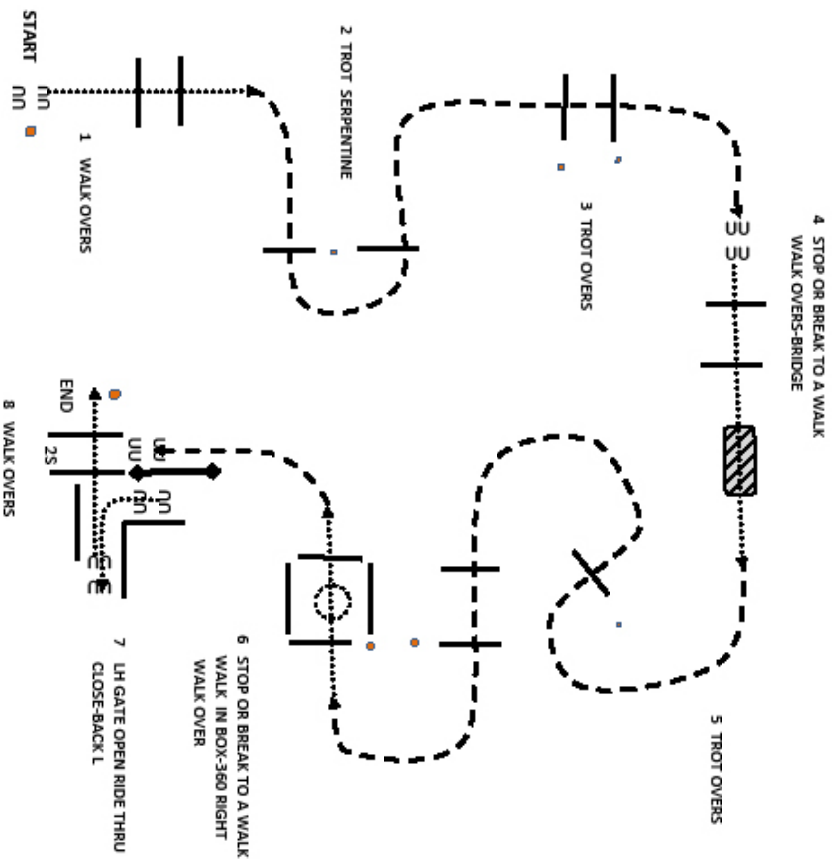 START
1 WALK OVERS
2 TROT SERPENTINE
3 TROT OVERS
4 STOP OR BREAK TO A WALK
WALK OVERS-BRIDGE
5 TROT OVERS
6 STOP OR BREAK TO A WALK
WALK IN BOX-360 RIGHT
WALK OVER
7 LH GATE OPEN RIDE THRU
CLOSE-BACK L
8 WALK OVERS
2S
END